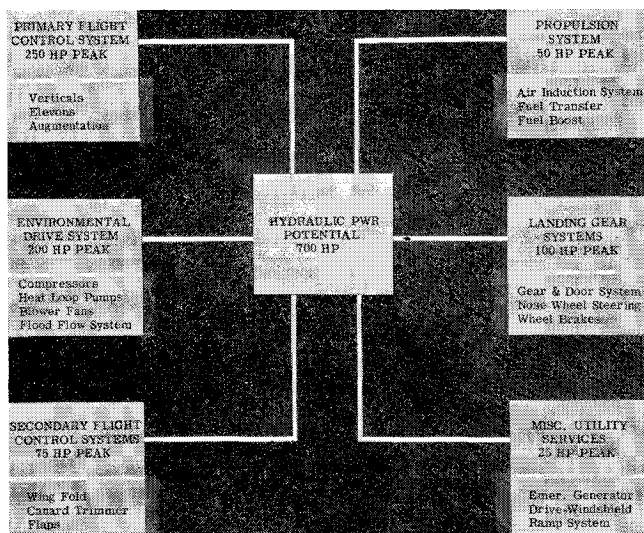 PRIMARY FLIGHT
CONTROL SYSTEM
250 HP PEAK
Verticals
Elevons
Augmentation
PROPULSION
SYSTEM
50 HP PEAK
Air Induction System
Fuel Transfer
Fuel Boost
HYDRAULIC PWR
POTENTIAL
700 HP
ENVIRONMENTAL
DRIVE SYSTEM
200 HP PEAK
Compressors
Heat Loop Pumps
Blower Fans
Flood Flow System
LANDING GEAR
SYSTEMS
100 HP PEAK
Gear & Door System
Nose Wheel Steering
Wheel Brakes
SECONDARY FLIGHT
CONTROL SYSTEMS
75 HP PEAK
Wing Fold
Canard Trimmer
Flaps
MISC. UTILITY
SERVICES
25 HP PEAK
Emer. Generator
Drive-Windshield
Ramp System